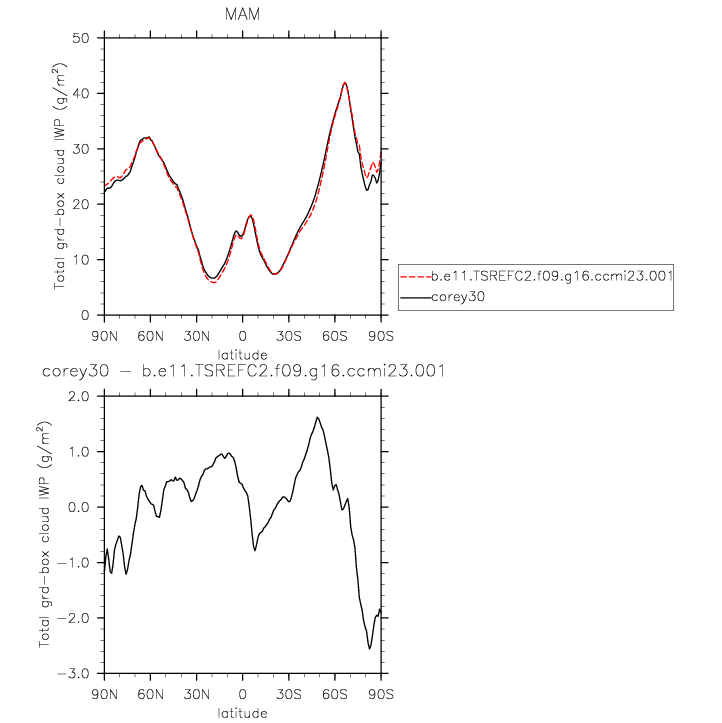 MAM
Total grd-box cloud IWP (g/m²)
50
40
30
20
10
0
90N 60N 30N 0 30S 60S 90S
latitude
b.e11.TSREFC2.f09.g16.ccmi23.001
corey30
corey30 - b.e11.TSREFC2.f09.g16.ccmi23.001
Total grd-box cloud IWP (g/m²)
2.0
1.0
0.0
-1.0
-2.0
-3.0
90N 60N 30N 0 30S 60S 90S
latitude